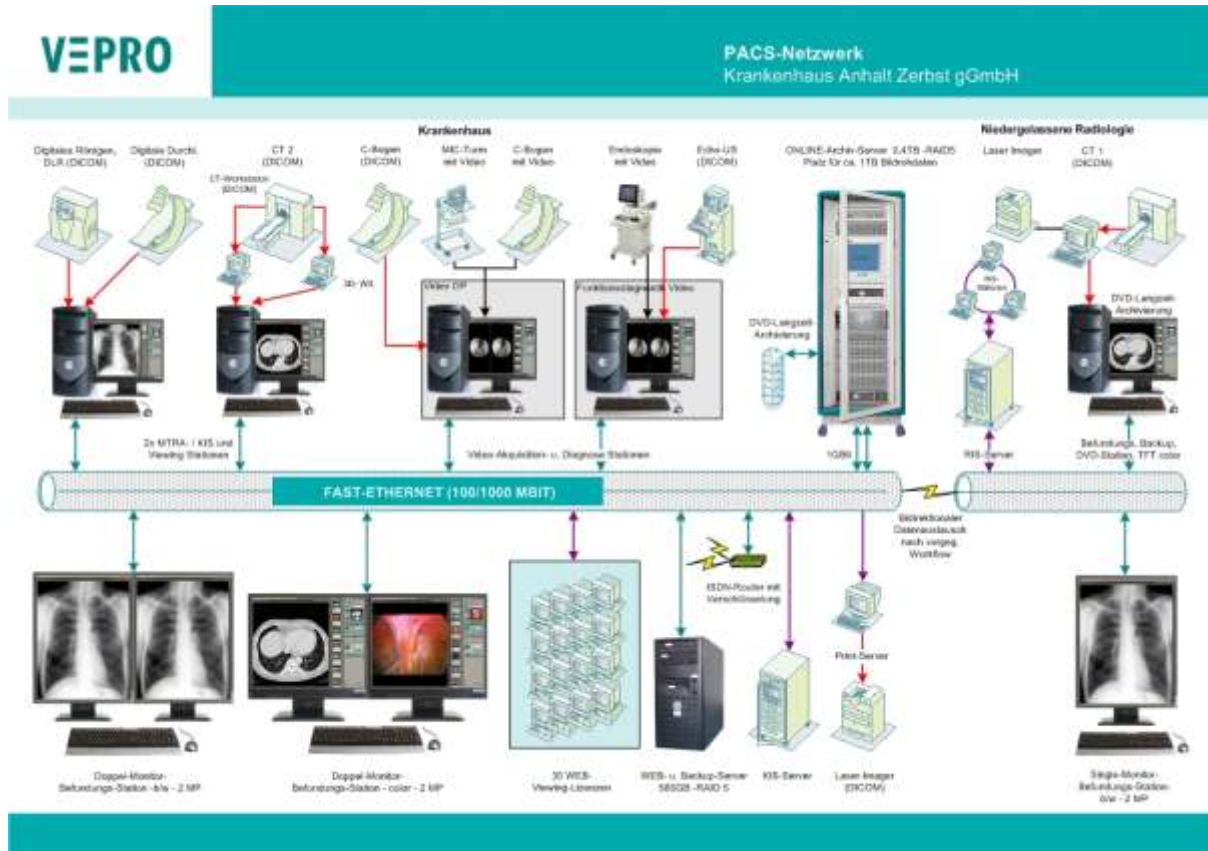 VEPRO
PACS-Netzwerk
Krankenhaus Anhalt Zerbst gGmbH
Krankenhaus
Niedergelassene Radiologie
Digitales Röntgen,
DLR (DICOM)
Digitale Durchl.
(DICOM)
CT 2
(DICOM)
CT-Workstation
(DICOM)
C-Bogen
(DICOM)
MIC-Turm
mit Video
C-Bogen
mit Video
Endoskopie
mit Video
Echo-US
(DICOM)
ONLINE-Archiv-Server 2,4TB -RAID5
Platz für ca. 1TB Bildrohdaten
Laser Imager
CT 1
(DICOM)
3D-WS
Video OP
Funktionsdiagnostik Video
RIS-
Stationen
DVD-Langzeit-
Archivierung
DVD-Langzeit-
Archivierung
2x MTRA- / KIS und
Viewing Stationen
Video Akquisition- u. Diagnose Stationen
1GBit
RIS-Server
Befundungs, Backup,
DVD-Station, TFT color
FAST-ETHERNET (100/1000 MBIT)
Bidirektionaler
Datenaustausch
nach vorgeg.
Workflow
ISDN-Router mit
Verschlüsselung
Print-Server
Doppel-Monitor-
Befundungs-Station -b/w - 2 MP
Doppel-Monitor-
Befundungs-Station - color - 2 MP
30 WEB-
Viewing-Lizenzen
WEB- u. Backup-Server
585GB -RAID 5
KIS-Server
Laser-Imager
(DICOM)
Single-Monitor-
Befundungs-Station-
b/w - 2 MP